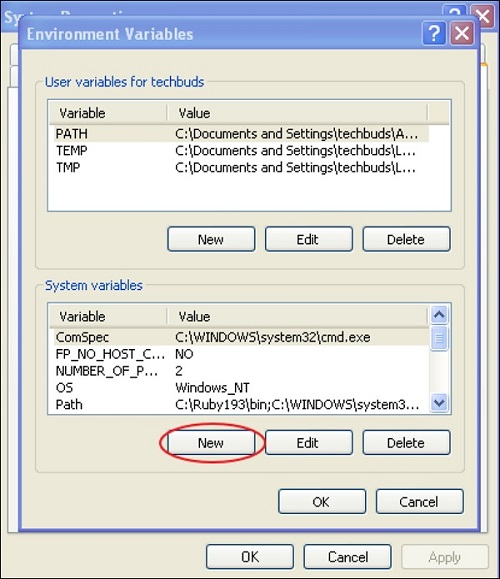 System Properties
Environment Variables
User variables for techbuds
Variable Value
PATH C:\Documents and Settings\techbuds\A...
TEMP C:\Documents and Settings\techbuds\L...
TMP C:\Documents and Settings\techbuds\L...
New Edit Delete
System variables
Variable Value
ComSpec C:\WINDOWS\system32\cmd.exe
FP_NO_HOST_C... NO
NUMBER_OF_P... 2
OS Windows_NT
Path C:\Ruby193\bin;C:\WINDOWS\system3...
New Edit Delete
OK Cancel
OK Cancel Apply